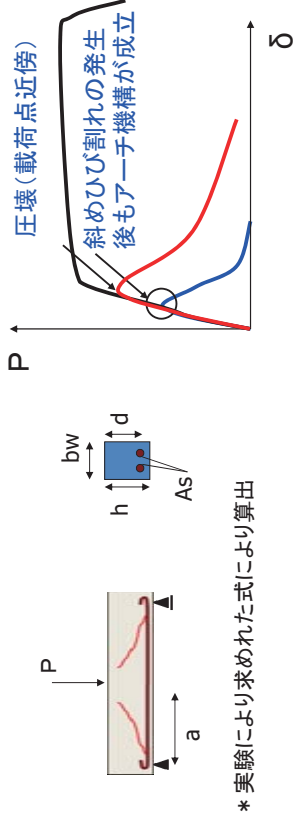 P
a
bw
h
d
As
* 実験により求めれた式により算出
P
圧壊(載荷点近傍)
斜めひび割れの発生
後もアーチ機構が成立
δ